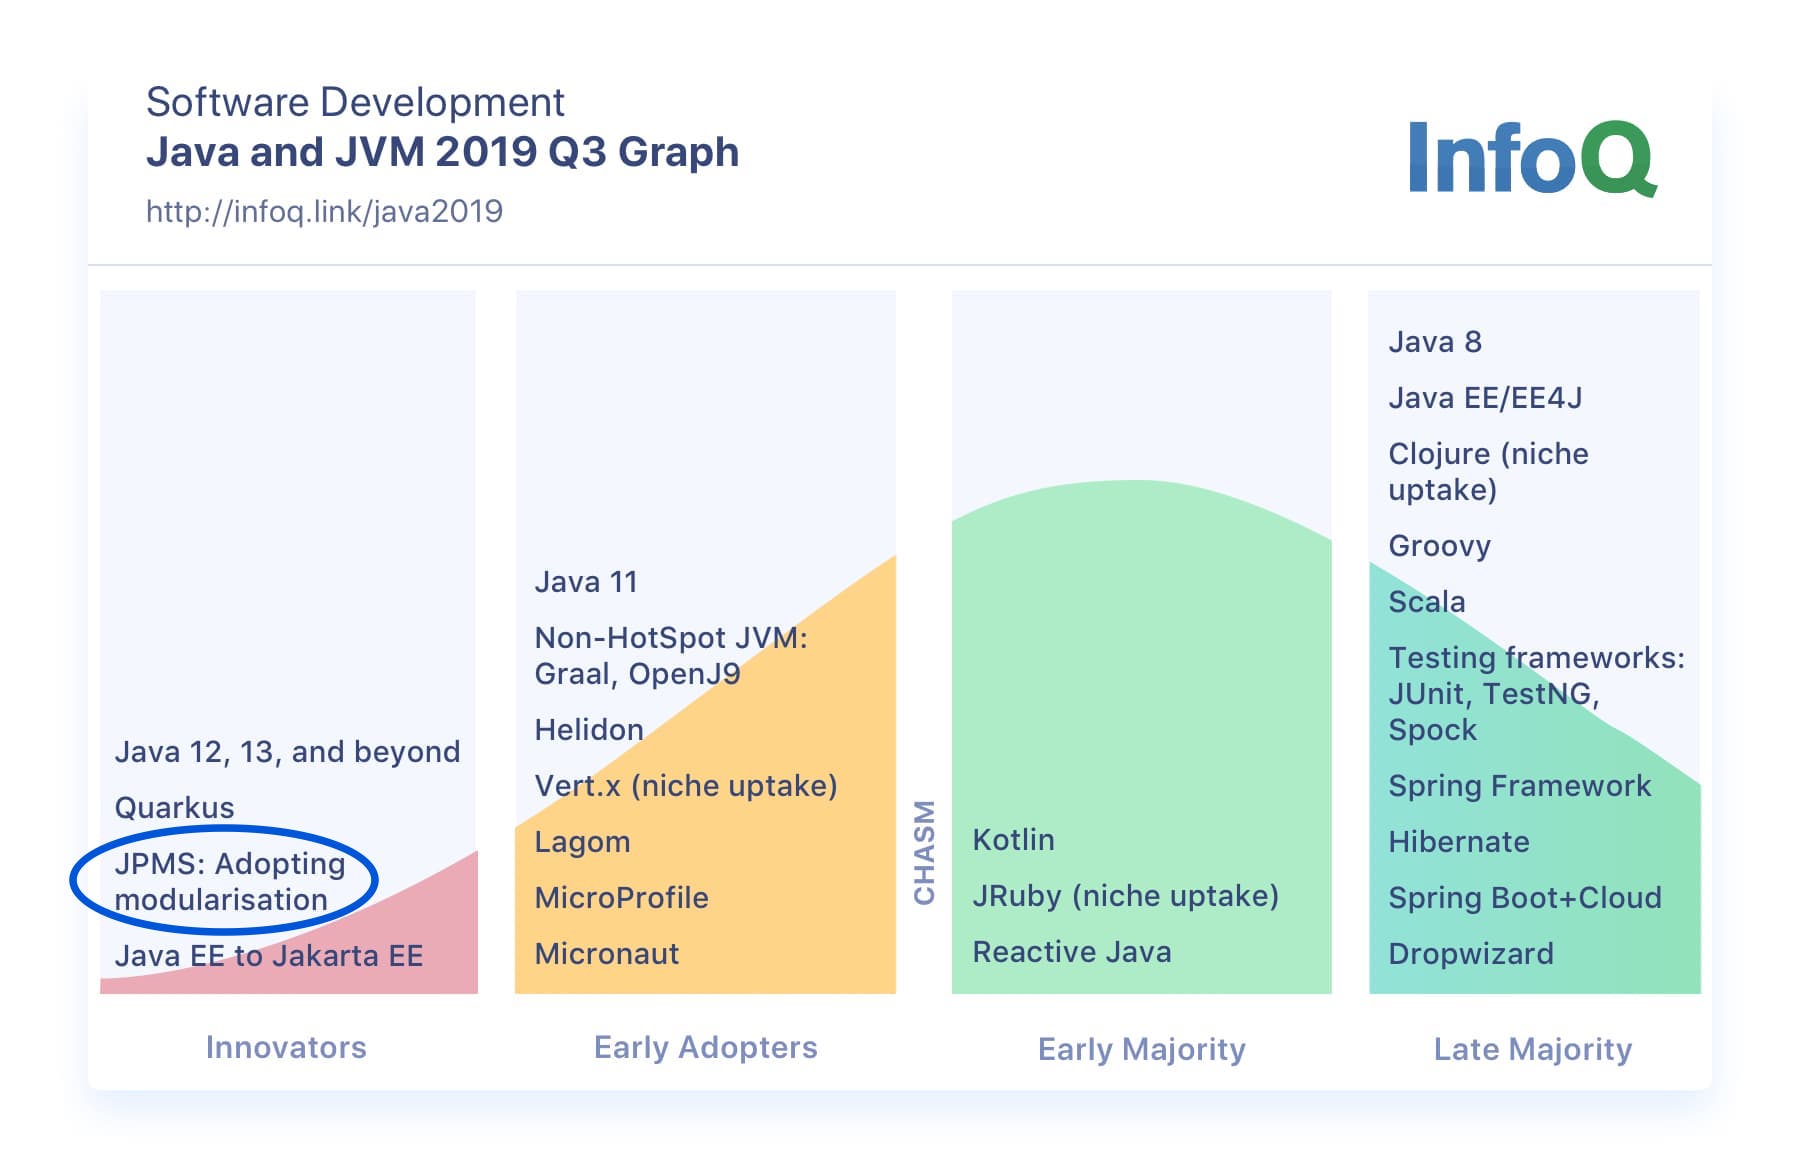 Software Development
Java and JVM 2019 Q3 Graph
http://infoq.link/java2019
InfoQ
Java 12, 13, and beyond
Quarkus
JPMS: Adopting
modularisation
Java EE to Jakarta EE
Innovators
Java 11
Non-HotSpot JVM:
Graal, OpenJ9
Helidon
Vert.x (niche uptake)
Lagom
MicroProfile
Micronaut
Early Adopters
CHASM
Kotlin
JRuby (niche uptake)
Reactive Java
Early Majority
Java 8
Java EE/EE4J
Clojure (niche
uptake)
Groovy
Scala
Testing frameworks:
JUnit, TestNG,
Spock
Spring Framework
Hibernate
Spring Boot+Cloud
Dropwizard
Late Majority